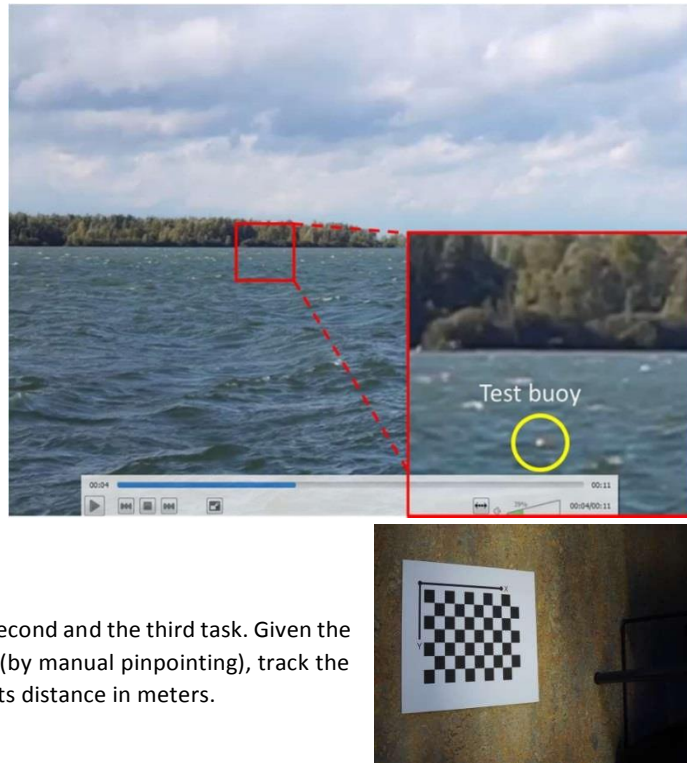 Test buoy
00:04
00:11
39%
00:04/00:11
X
Y
econd and the third task. Given the
(by manual pinpointing), track the
ts distance in meters.